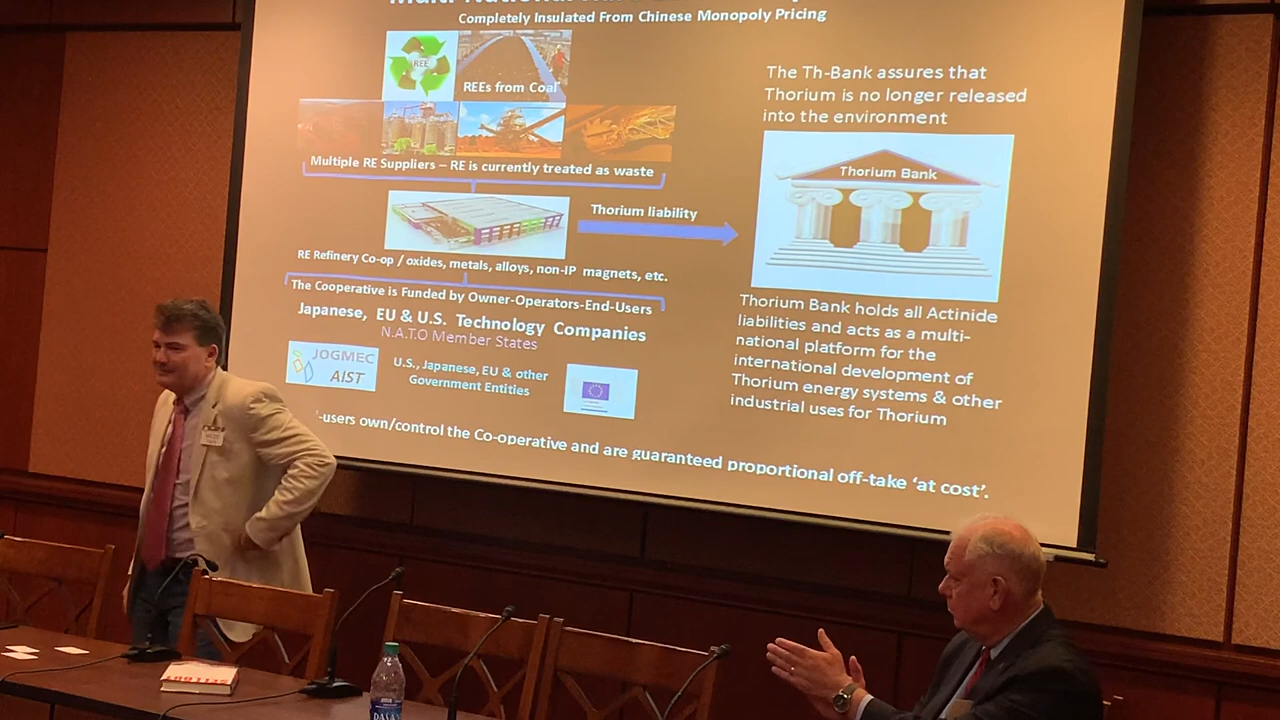 Completely Insulated From Chinese Monopoly Pricing
REE
REEs from Coal
Multiple RE Suppliers – RE is currently treated as waste
Thorium liability
RE Refinery Co-op / oxides, metals, alloys, non-IP magnets, etc.
The Cooperative is Funded by Owner-Operators-End-Users
Japanese, EU & U.S. Technology Companies
N.A.T.O Member States
JOGMEC
AIST
U.S., Japanese, EU & other
Government Entities
The Th-Bank assures that
Thorium is no longer released
into the environment
Thorium Bank
Thorium Bank holds all Actinide
liabilities and acts as a multi-
national platform for the
international development of
Thorium energy systems & other
industrial uses for Thorium
-users own/control the Co-operative and are guaranteed proportional off-take 'at cost'.
DASA